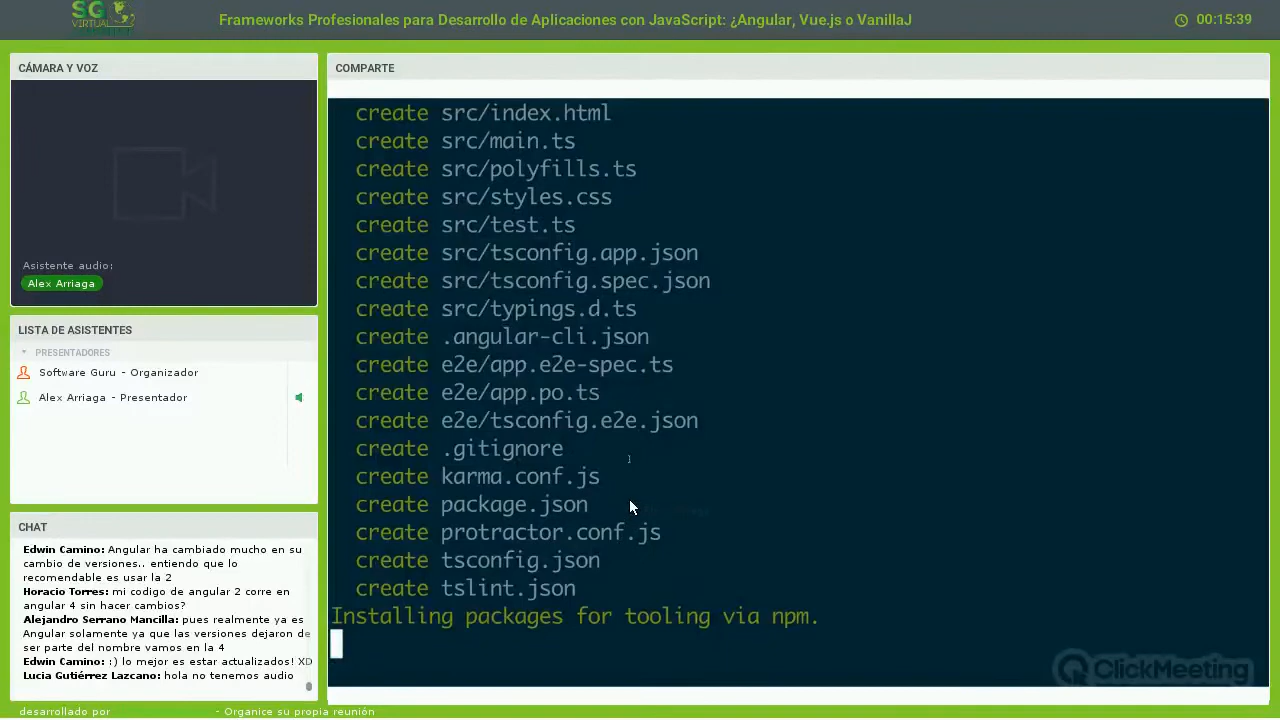 SG
VIRTUAL
Frameworks Profesionales para Desarrollo de Aplicaciones con JavaScript: ¿Angular, Vue.js o VanillaJ
00:15:39
CÁMARA Y VOZ
Asistente audio:
Alex Arriaga
LISTA DE ASISTENTES
PRESENTADORES
Software Guru - Organizador
Alex Arriaga - Presentador
CHAT
Edwin Camino: Angular ha cambiado mucho en su
cambio de versiones.. entiendo que lo
recomendable es usar la 2
Horacio Torres: mi codigo de angular 2 corre en
angular 4 sin hacer cambios?
Alejandro Serrano Mancilla: pues realmente ya es
Angular solamente ya que las versiones dejaron de
ser parte del nombre vamos en la 4
Edwin Camino: :) lo mejor es estar actualizados! XD
Lucia Gutiérrez Lazcano: hola no tenemos audio
COMPARTE
create src/index.html
create src/main.ts
create src/polyfills.ts
create src/styles.css
create src/test.ts
create src/tsconfig.app.json
create src/tsconfig.spec.json
create src/typings.d.ts
create .angular-cli.json
create e2e/app.e2e-spec.ts
create e2e/app.po.ts
create e2e/tsconfig.e2e.json
create .gitignore
create karma.conf.js
create package.json
create protractor.conf.js
create tsconfig.json
create tslint.json
Installing packages for tooling via npm.
ClickMeeting
desarrollado por - Organice su propia reunión